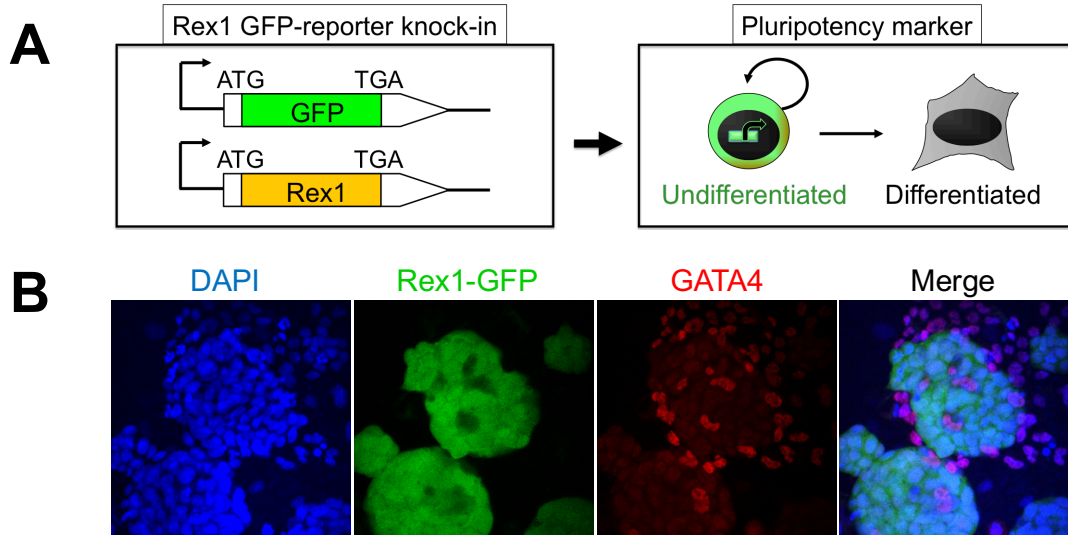 A
Rex1 GFP-reporter knock-in
ATG TGA
GFP
ATG TGA
Rex1
Pluripotency marker
Undifferentiated Differentiated
B
DAPI Rex1-GFP GATA4 Merge